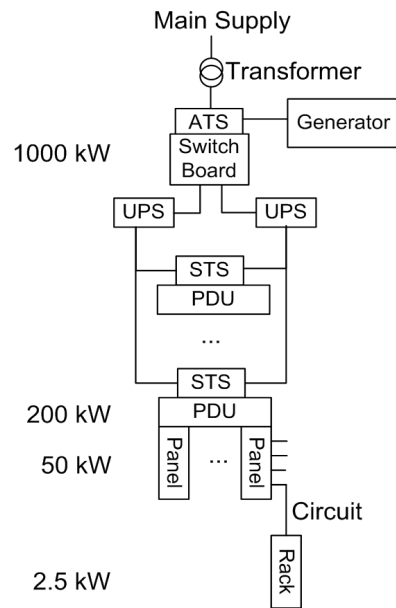 Main Supply
Transformer
ATS
Generator
1000 kW
Switch
Board
UPS
UPS
STS
PDU
...
STS
200 kW
PDU
50 kW
Panel
...
Panel
Circuit
2.5 kW
Rack